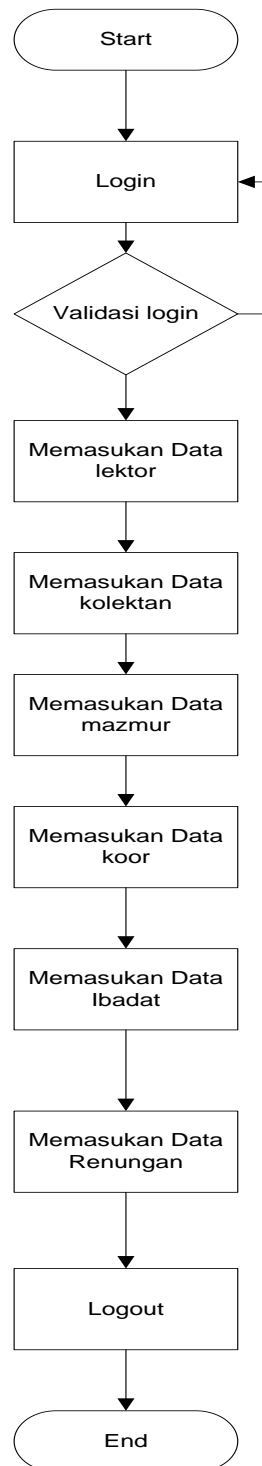 Start
Login
Validasi login
Memasukan Data
lektor
Memasukan Data
kolektan
Memasukan Data
mazmur
Memasukan Data
koor
Memasukan Data
Ibadat
Memasukan Data
Renungan
Logout
End